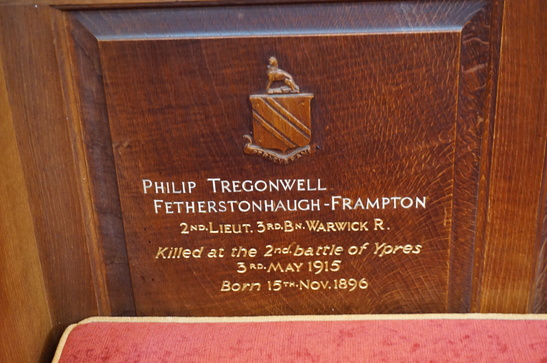 PHILIP TREGONWELL
FETHERSTONHAUGH-FRAMPTON
2ND. LIEUT. 3RD. BN. WARWICK R.
Killed at the 2nd. battle of Ypres
3RD. MAY 1915
Born 15TH. NOV. 1896